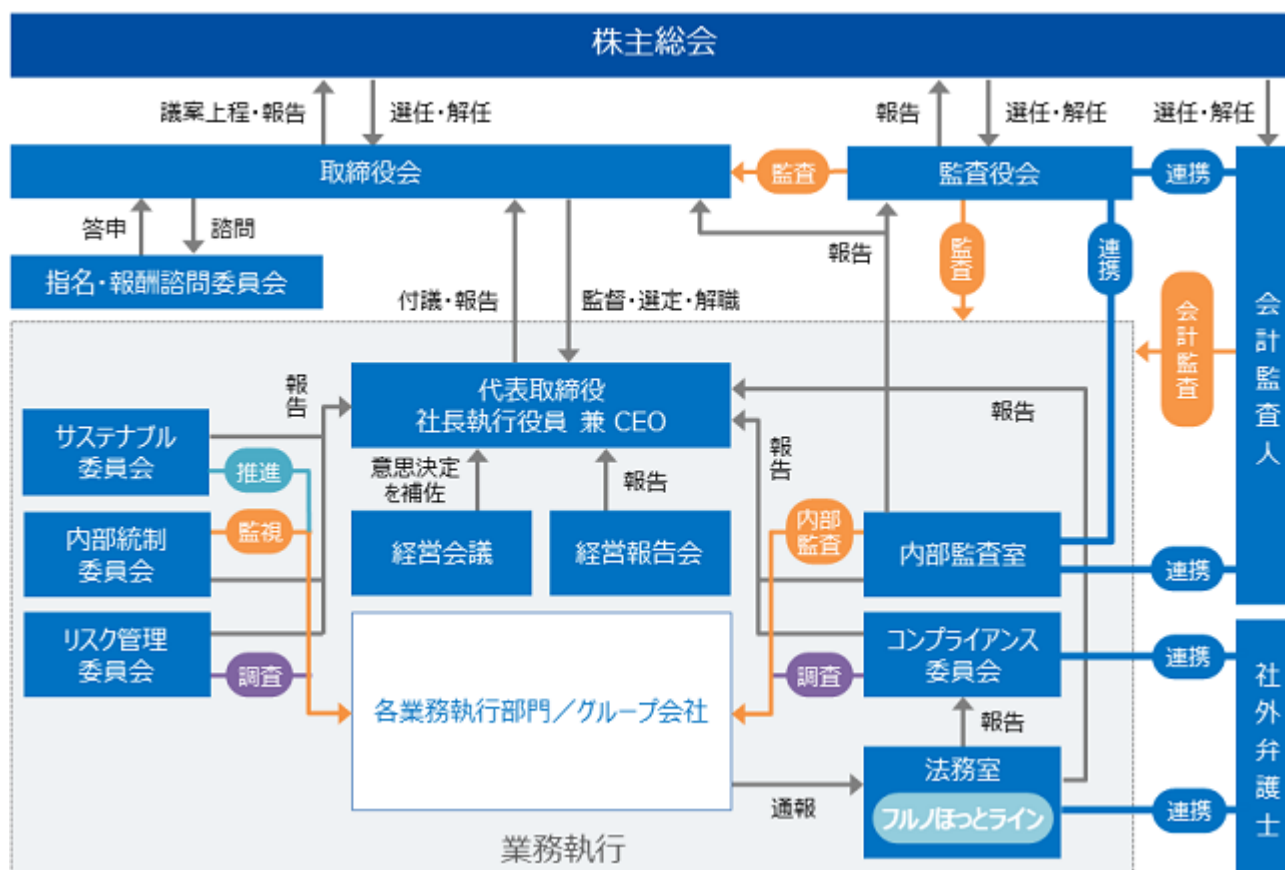 株主総会
議案上程・報告
選任・解任
報告
選任・解任
選任・解任
取締役会
監査
監査役会
連携
答申
諮問
報告
監査
連携
指名・報酬諮問委員会
付議・報告
監督・選定・解職
会計監査
会計監査人
報告
代表取締役
社長執行役員 兼 CEO
報告
サステナブル
委員会
推進
意思決定
を補佐
報告
報告
内部統制
委員会
監視
経営会議
経営報告会
内部
監査
内部監査室
連携
リスク管理
委員会
調査
各業務執行部門／グループ会社
調査
コンプライアンス
委員会
連携
社外弁護士
報告
通報
法務室
フルノほっとライン
連携
業務執行